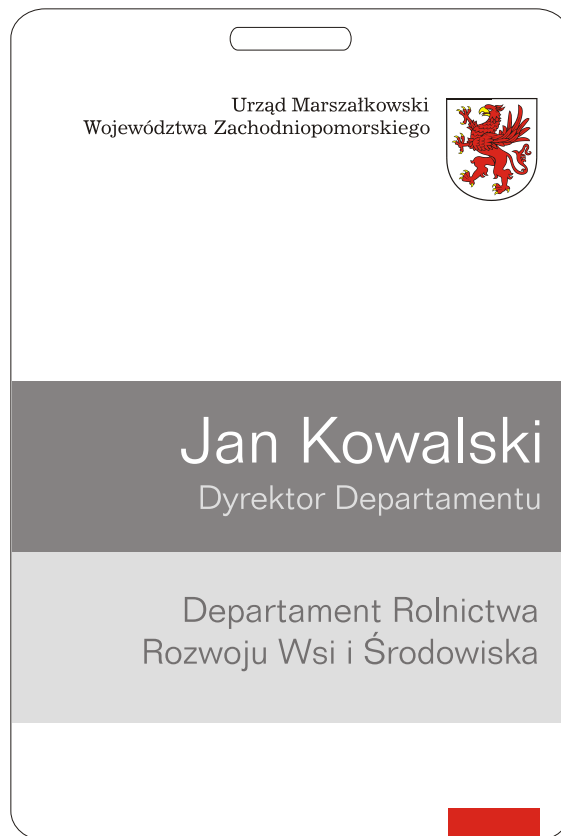 Urząd Marszałkowski
Województwa Zachodniopomorskiego
Jan Kowalski
Dyrektor Departamentu
Departament Rolnictwa
Rozwoju Wsi i Środowiska